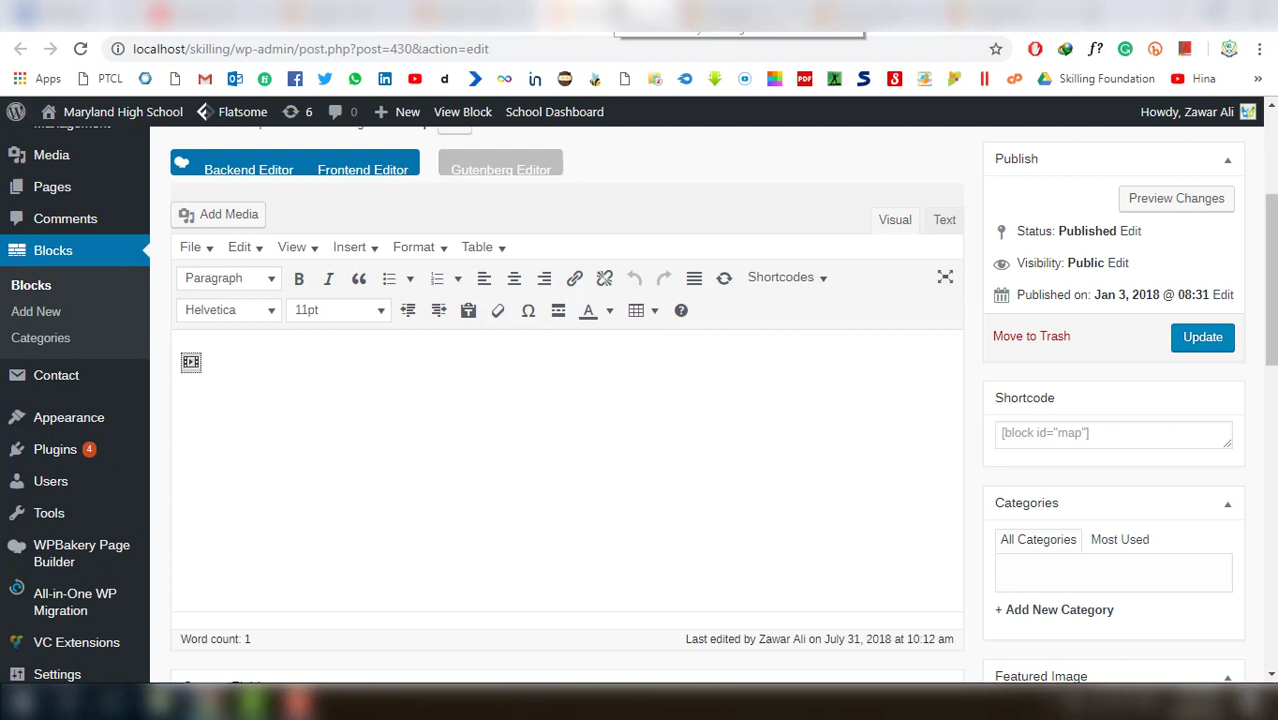 localhost/skilling/wp-admin/post.php?post=430&action=edit
Apps PTCL Skilling Foundation Hina
Maryland High School Flatsome 6 0 New View Block School Dashboard Howdy, Zawar Ali
Management
Media
Pages
Comments
Blocks
Blocks
Add New
Categories
Contact
Appearance
Plugins 4
Users
Tools
WPBakery Page
Builder
All-in-One WP
Migration
VC Extensions
Settings
Backend Editor Frontend Editor Gutenberg Editor
Add Media
Visual Text
File Edit View Insert Format Table
Paragraph B I Shortcodes
Helvetica 11pt
Word count: 1 Last edited by Zawar Ali on July 31, 2018 at 10:12 am
Publish
Preview Changes
Status: Published Edit
Visibility: Public Edit
Published on: Jan 3, 2018 @ 08:31 Edit
Move to Trash Update
Shortcode
[block id="map"]
Categories
All Categories Most Used
+ Add New Category
Featured Image